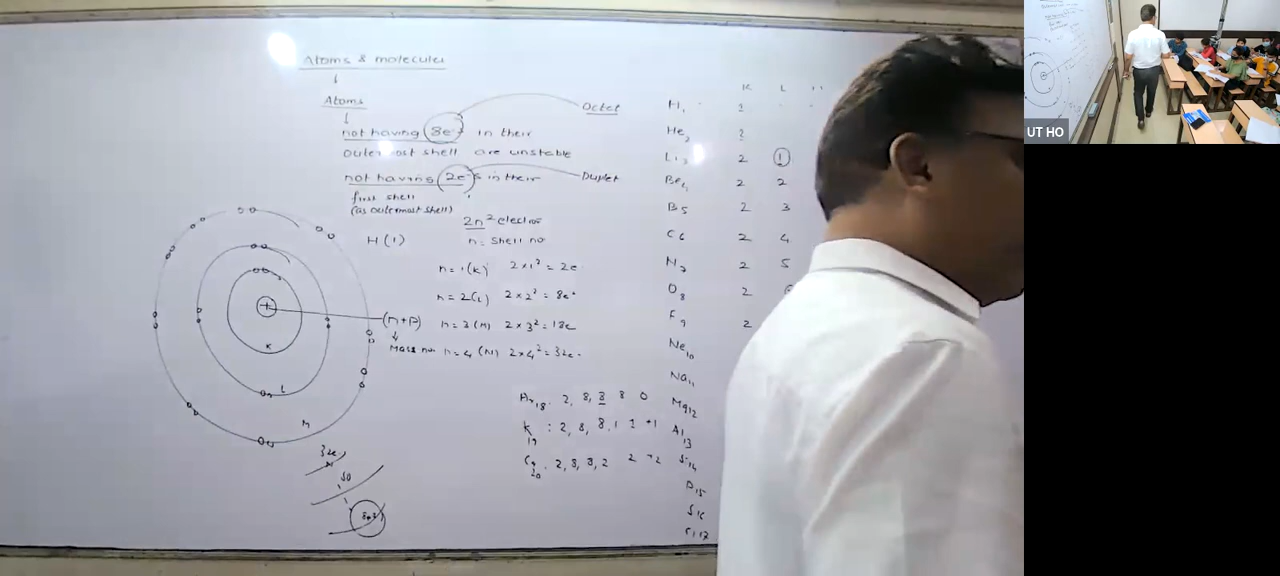 Atoms & molecules
Atoms
not having 8e⁻ in their
outermost shell are unstable
Octet
not having 2e⁻s in their
first shell
(as outermost shell)
Duplet
H(1)
2n² electron
n = shell no
n = 1(K) 2×1² = 2e⁻
n = 2(L) 2×2² = 8e⁻
n = 3(M) 2×3² = 18e⁻
n = 4(N) 2×4² = 32e⁻
(n+p)
Mass no
K
L
M
Ar₁₈ : 2, 8, 8 8 0
K₁₉ : 2, 8, 8, 1 1 +1
Ca₂₀ : 2, 8, 8, 2 2 +2
K L
H₁ 1
He₂ 2
Li₃ 2 1
Be₄ 2 2
B₅ 2 3
C₆ 2 4
N₇ 2 5
O₈ 2
F₉ 2
Ne₁₀
Na₁₁
Mg₁₂
Al₁₃
Si₁₄
P₁₅
S₁₆
Cl₁₇
UT HO